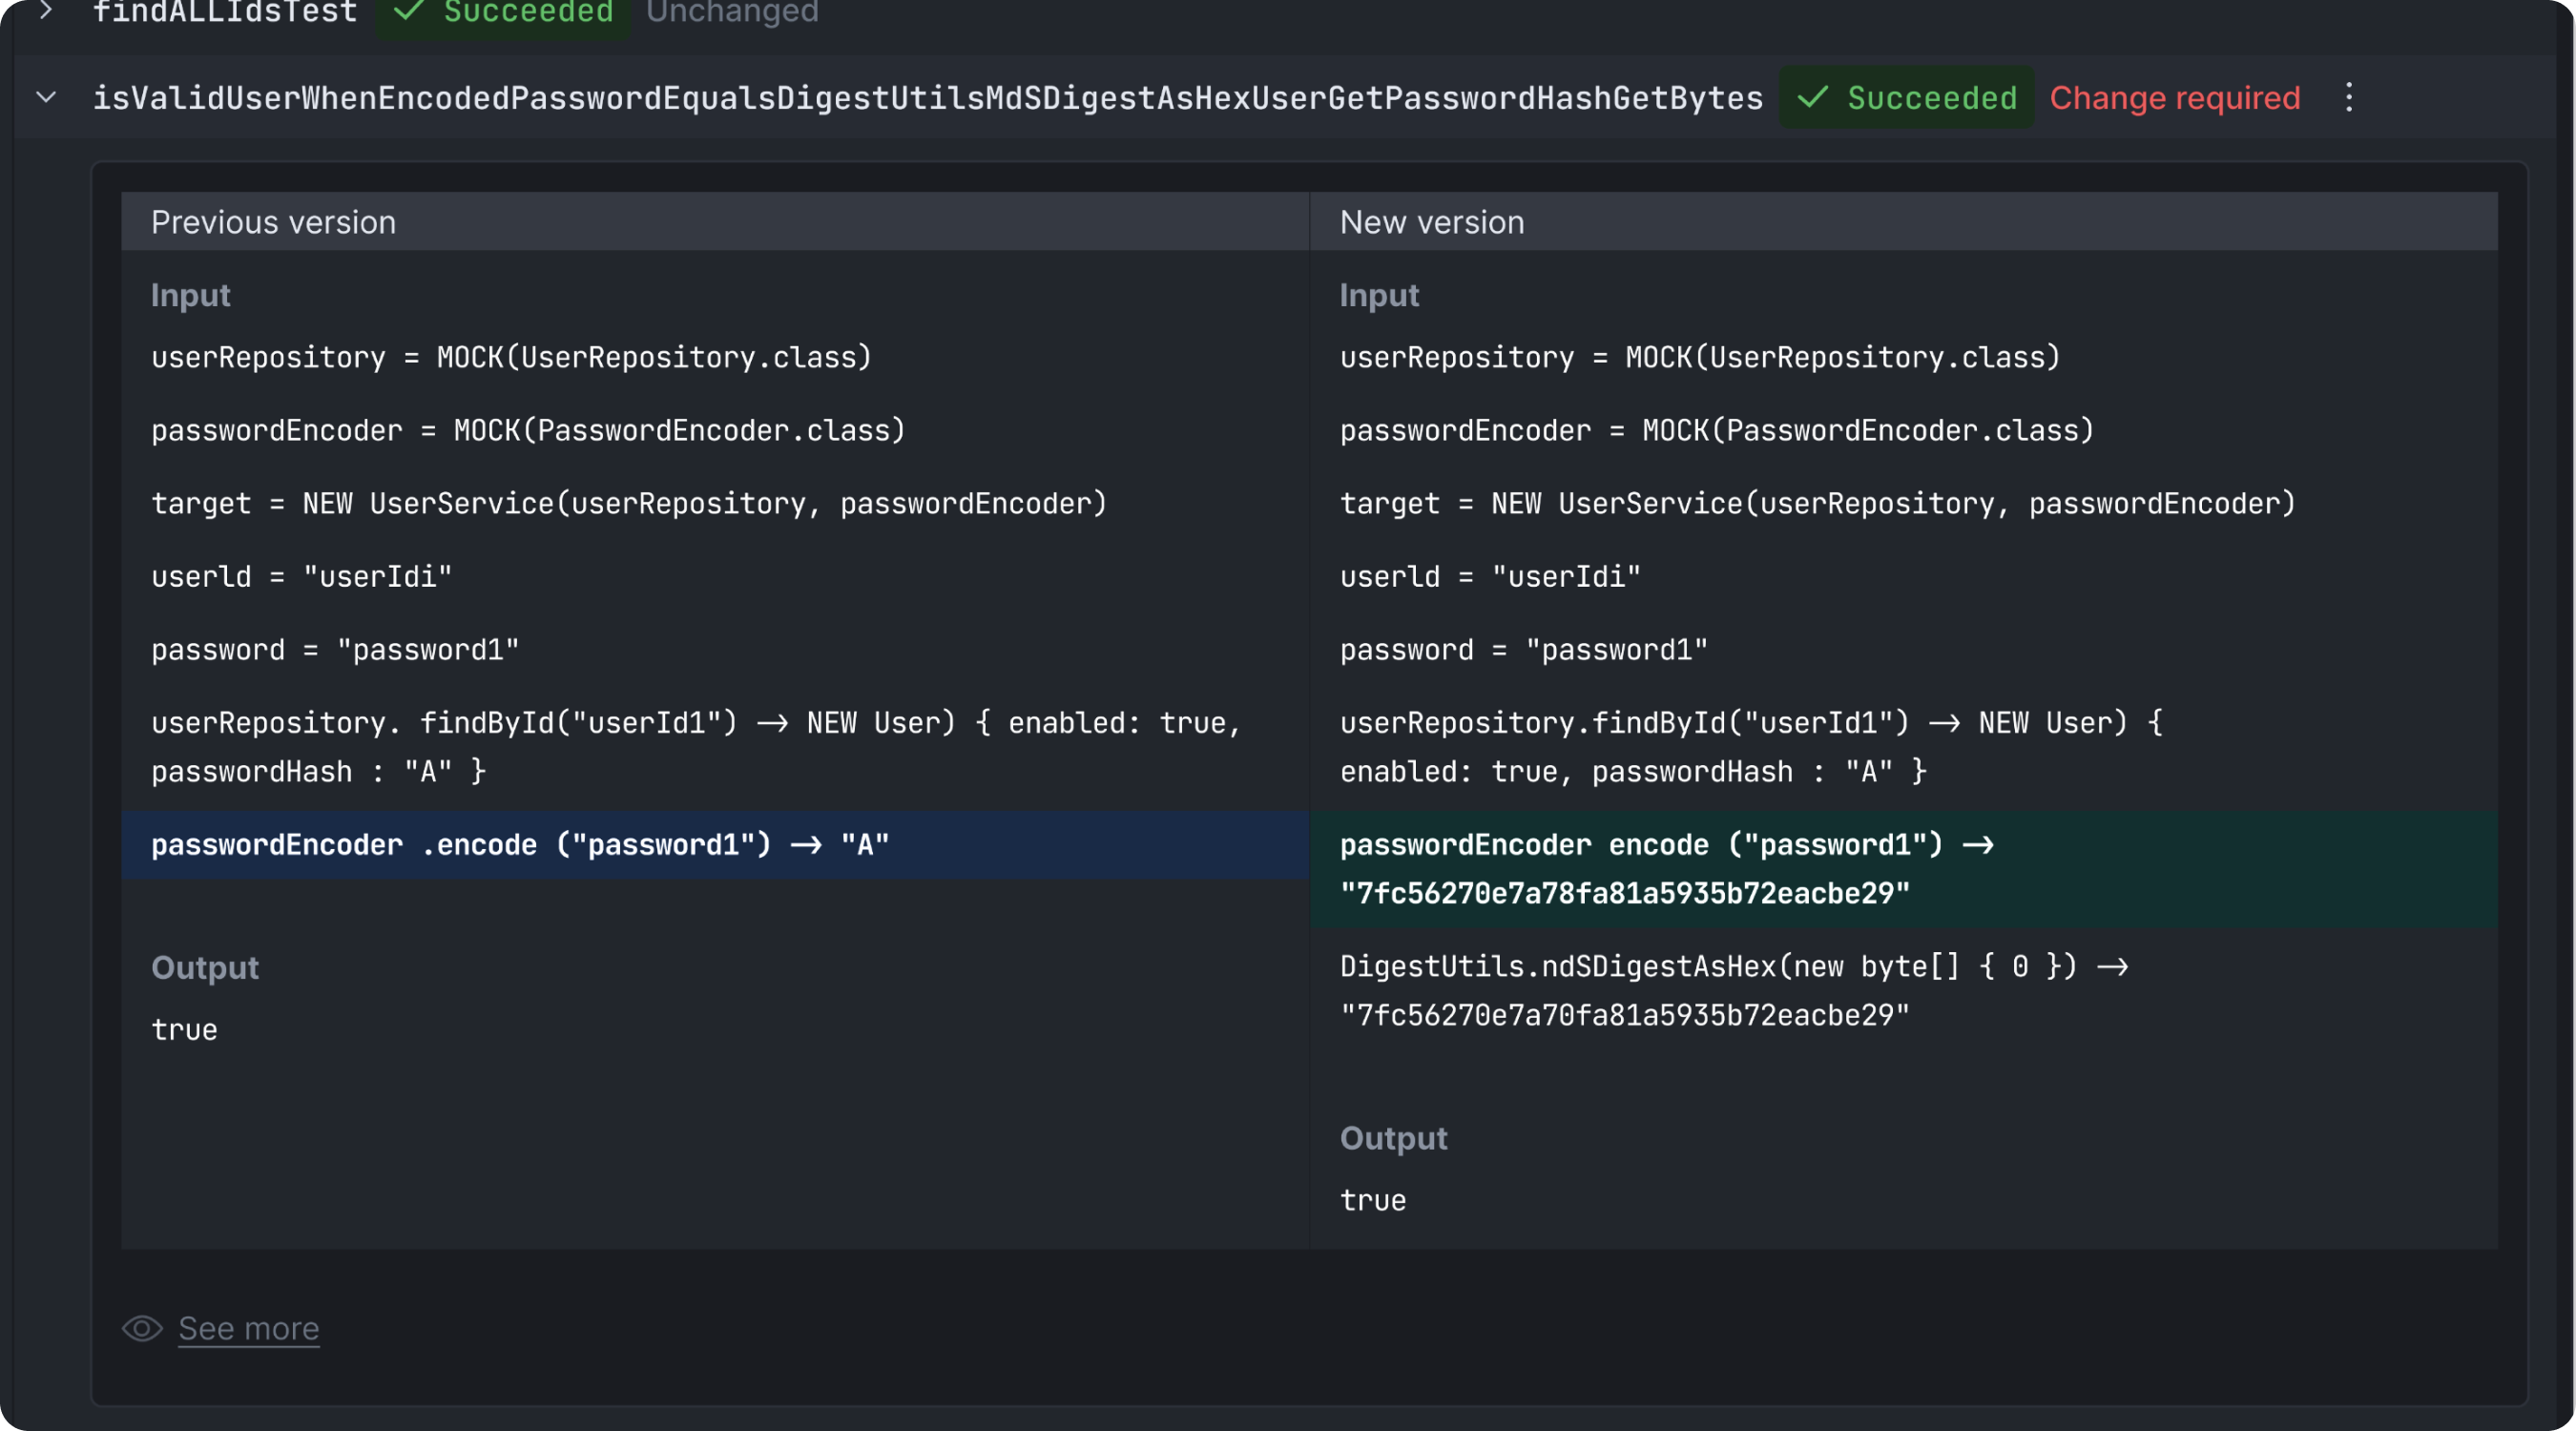 findALLIdsTest Succeeded Unchanged
isValidUserWhenEncodedPasswordEqualsDigestUtilsMdSDigestAsHexUserGetPasswordHashGetBytes Succeeded Change required
Previous version
Input
userRepository = MOCK(UserRepository.class)
passwordEncoder = MOCK(PasswordEncoder.class)
target = NEW UserService(userRepository, passwordEncoder)
userld = "userIdi"
password = "password1"
userRepository. findById("userId1") → NEW User) { enabled: true,
passwordHash : "A" }
passwordEncoder .encode ("password1") → "A"
Output
true
New version
Input
userRepository = MOCK(UserRepository.class)
passwordEncoder = MOCK(PasswordEncoder.class)
target = NEW UserService(userRepository, passwordEncoder)
userld = "userIdi"
password = "password1"
userRepository.findById("userId1") → NEW User) {
enabled: true, passwordHash : "A" }
passwordEncoder encode ("password1") →
"7fc56270e7a78fa81a5935b72eacbe29"
DigestUtils.ndSDigestAsHex(new byte[] { 0 }) →
"7fc56270e7a70fa81a5935b72eacbe29"
Output
true
See more